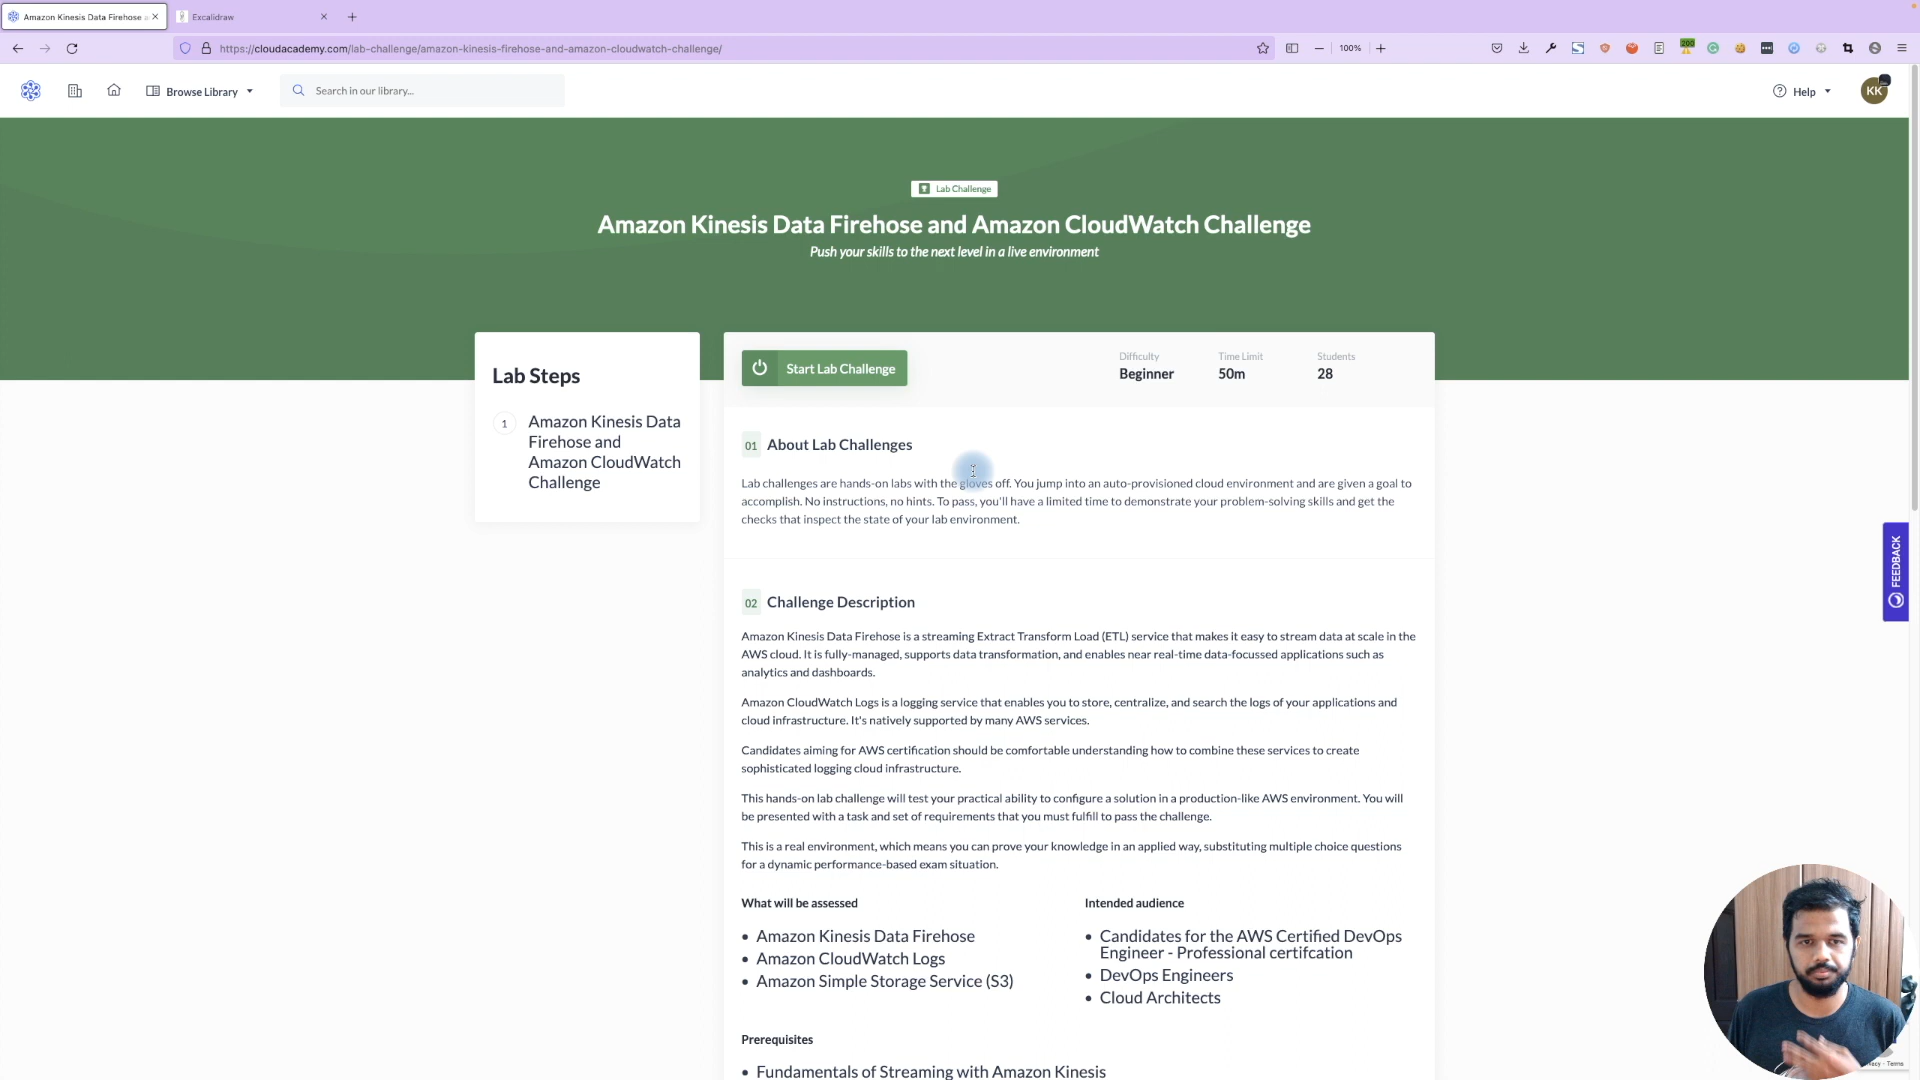 Amazon Kinesis Data Firehose a
Excalidraw
https://cloudacademy.com/lab-challenge/amazon-kinesis-firehose-and-amazon-cloudwatch-challenge/
100%
200
Browse Library
Search in our library...
Help
KK
Lab Challenge
Amazon Kinesis Data Firehose and Amazon CloudWatch Challenge
Push your skills to the next level in a live environment
Lab Steps
1
Amazon Kinesis Data
Firehose and
Amazon CloudWatch
Challenge
Start Lab Challenge
Difficulty
Beginner
Time Limit
50m
Students
28
01 About Lab Challenges
Lab challenges are hands-on labs with the gloves off. You jump into an auto-provisioned cloud environment and are given a goal to
accomplish. No instructions, no hints. To pass, you'll have a limited time to demonstrate your problem-solving skills and get the
checks that inspect the state of your lab environment.
02 Challenge Description
Amazon Kinesis Data Firehose is a streaming Extract Transform Load (ETL) service that makes it easy to stream data at scale in the
AWS cloud. It is fully-managed, supports data transformation, and enables near real-time data-focussed applications such as
analytics and dashboards.
Amazon CloudWatch Logs is a logging service that enables you to store, centralize, and search the logs of your applications and
cloud infrastructure. It's natively supported by many AWS services.
Candidates aiming for AWS certification should be comfortable understanding how to combine these services to create
sophisticated logging cloud infrastructure.
This hands-on lab challenge will test your practical ability to configure a solution in a production-like AWS environment. You will
be presented with a task and set of requirements that you must fulfill to pass the challenge.
This is a real environment, which means you can prove your knowledge in an applied way, substituting multiple choice questions
for a dynamic performance-based exam situation.
What will be assessed
Amazon Kinesis Data Firehose
Amazon CloudWatch Logs
Amazon Simple Storage Service (S3)
Intended audience
Candidates for the AWS Certified DevOps
Engineer - Professional certifcation
DevOps Engineers
Cloud Architects
Prerequisites
Fundamentals of Streaming with Amazon Kinesis
FEEDBACK
Terms